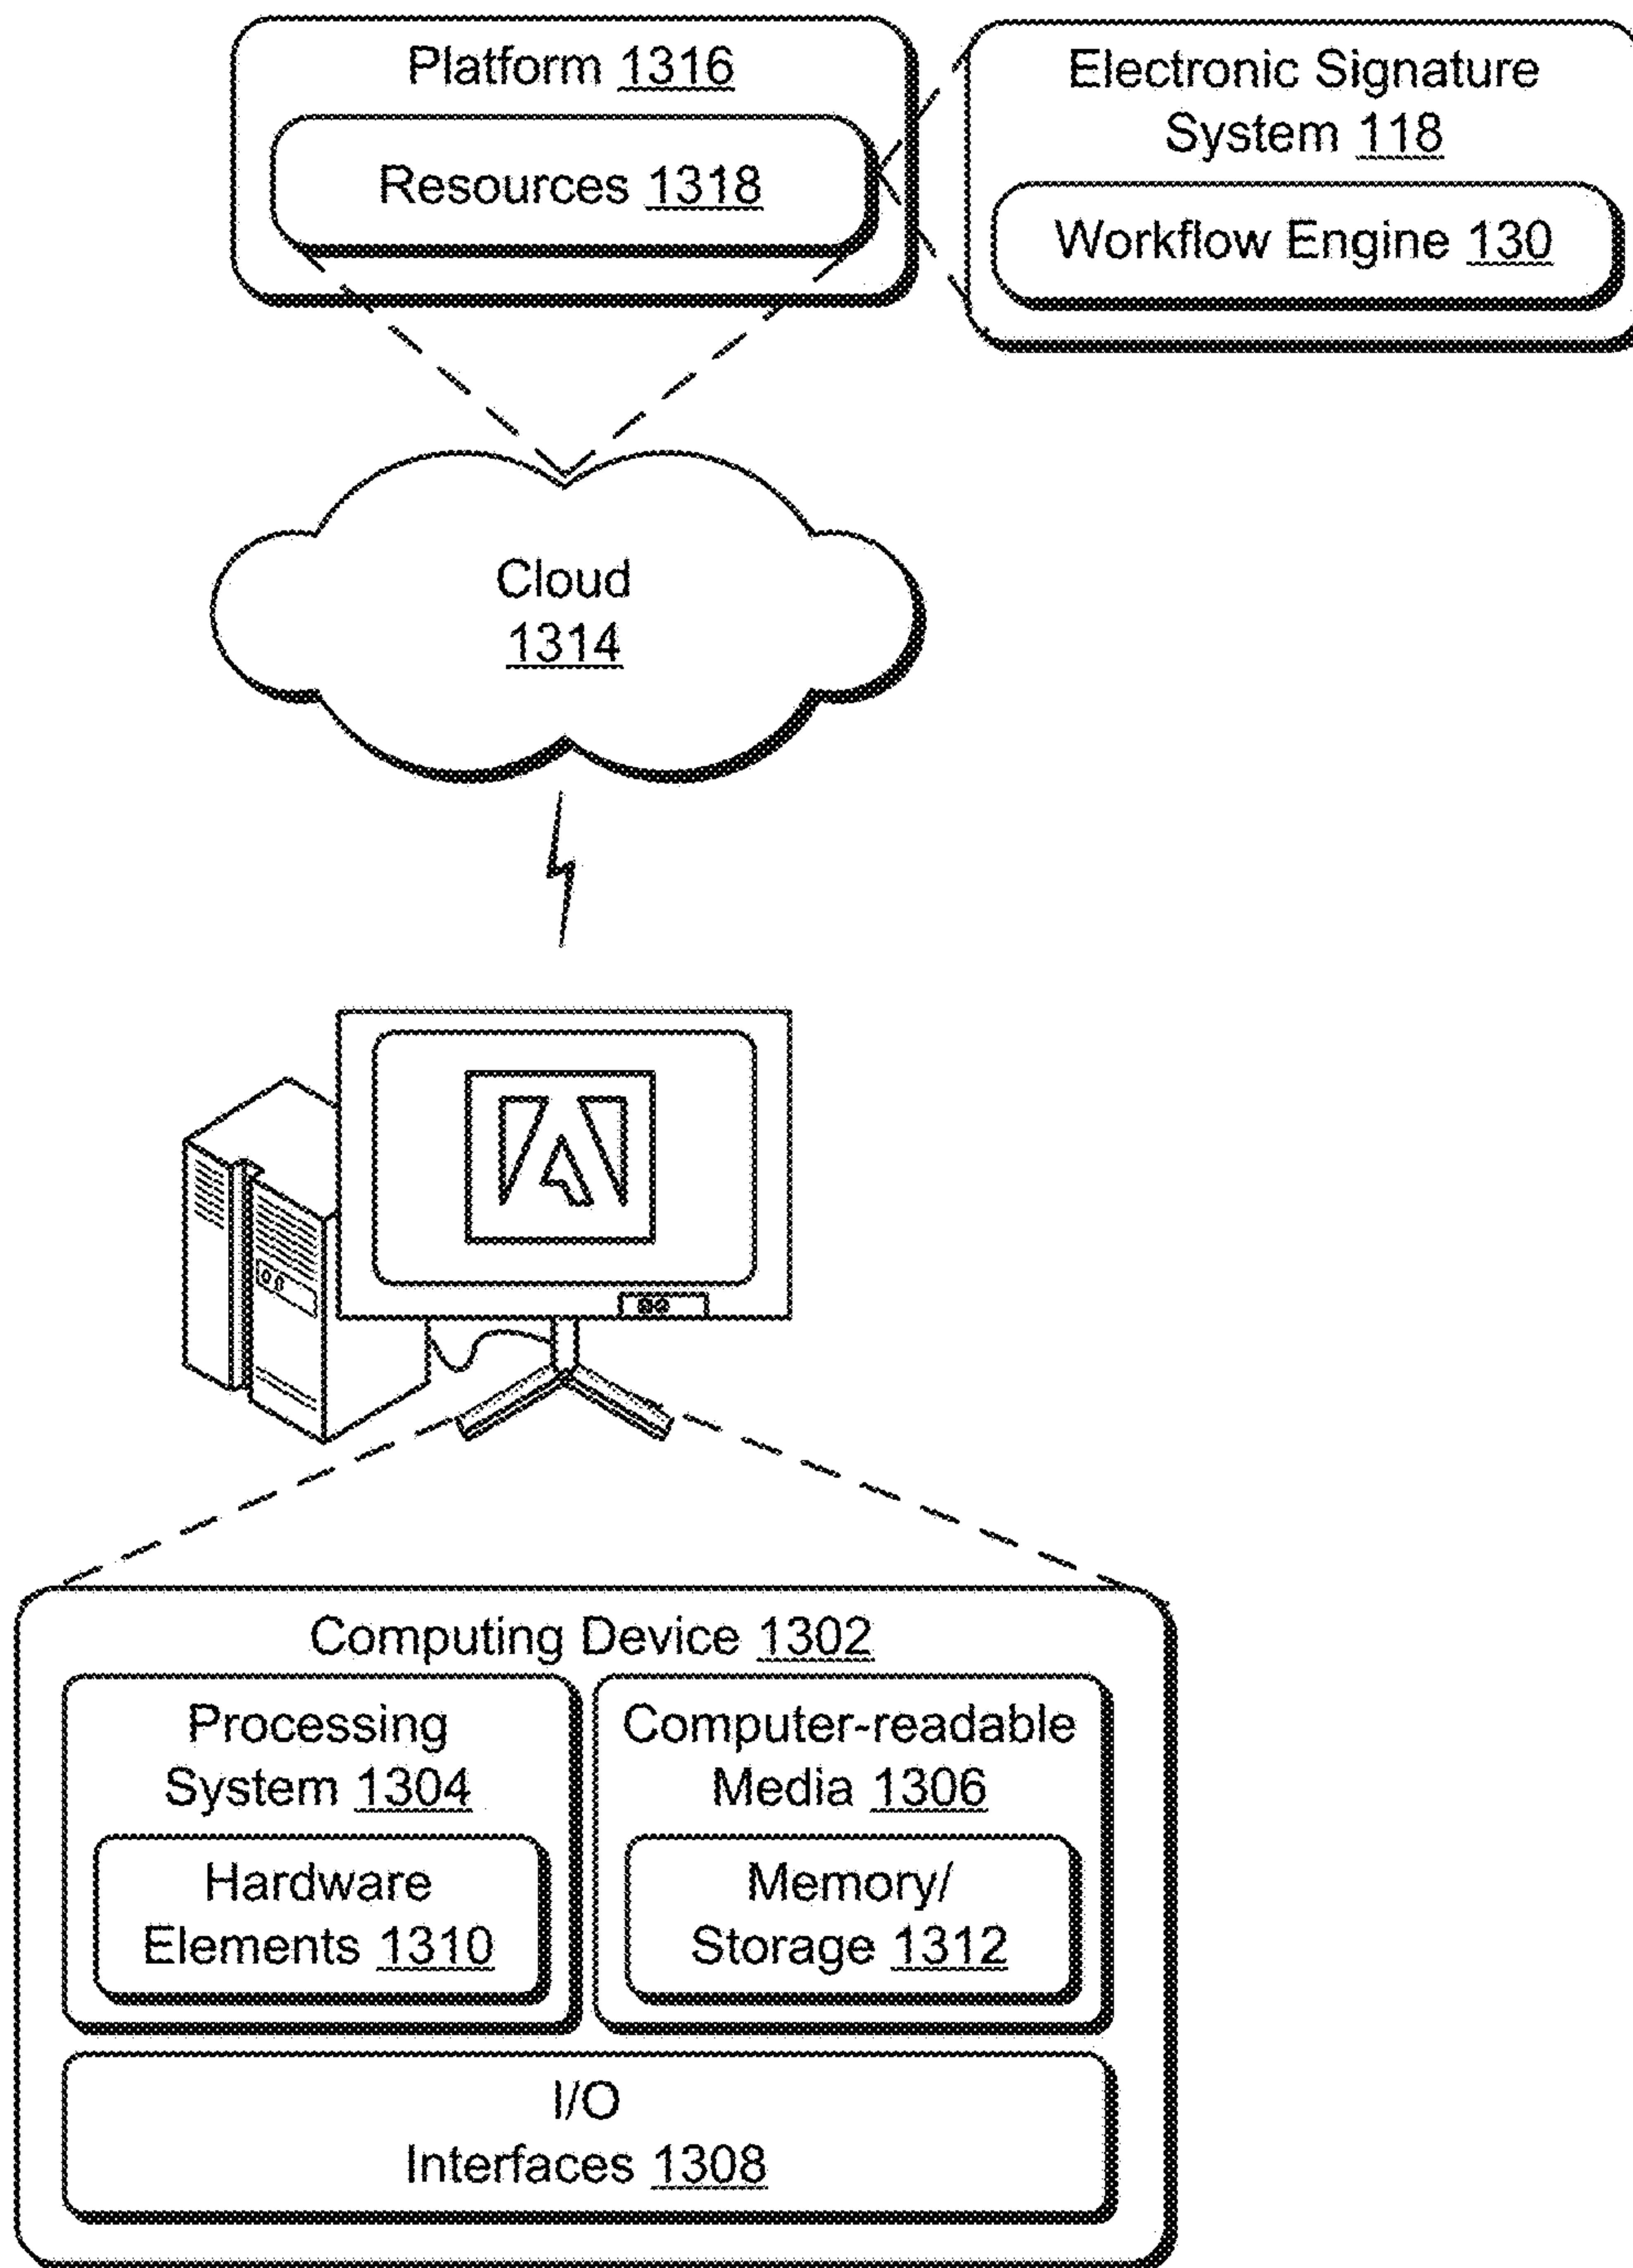 Platform 1316
Resources 1318
Electronic Signature
System 118
Workflow Engine 130
Cloud
1314
Computing Device 1302
Processing
System 1304
Hardware
Elements 1310
Computer-readable
Media 1306
Memory/
Storage 1312
I/O
Interfaces 1308